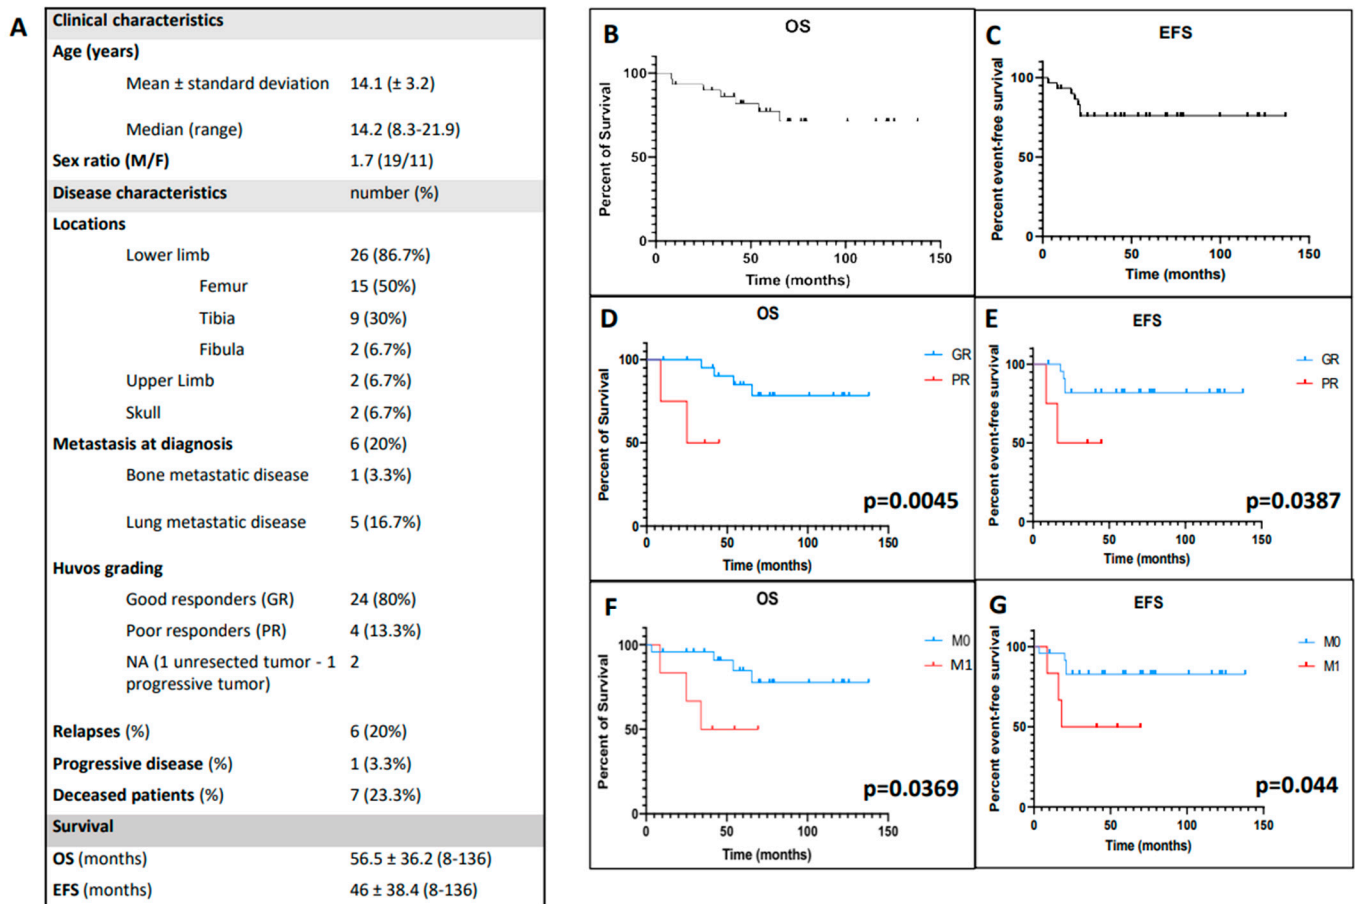 A
Clinical characteristics
Age (years)
Mean ± standard deviation 14.1 (± 3.2)
Median (range) 14.2 (8.3-21.9)
Sex ratio (M/F) 1.7 (19/11)
Disease characteristics number (%)
Locations
Lower limb 26 (86.7%)
Femur 15 (50%)
Tibia 9 (30%)
Fibula 2 (6.7%)
Upper Limb 2 (6.7%)
Skull 2 (6.7%)
Metastasis at diagnosis 6 (20%)
Bone metastatic disease 1 (3.3%)
Lung metastatic disease 5 (16.7%)
Huvos grading
Good responders (GR) 24 (80%)
Poor responders (PR) 4 (13.3%)
NA (1 unresected tumor - 1 2
progressive tumor)
Relapses (%) 6 (20%)
Progressive disease (%) 1 (3.3%)
Deceased patients (%) 7 (23.3%)
Survival
OS (months) 56.5 ± 36.2 (8-136)
EFS (months) 46 ± 38.4 (8-136)
B
OS
Percent of Survival
100
50
0
0 50 100 150
Time (months)
C
EFS
Percent event-free survival
100
50
0
0 50 100 150
Time (months)
D
OS
GR
PR
Percent of Survival
100
50
0
p=0.0045
0 50 100 150
Time (months)
E
EFS
GR
PR
Percent event-free survival
100
50
0
p=0.0387
0 50 100 150
Time (months)
F
OS
M0
M1
Percent of Survival
100
50
0
p=0.0369
0 50 100 150
Time (months)
G
EFS
M0
M1
Percent event-free survival
100
50
0
p=0.044
0 50 100 150
Time (months)